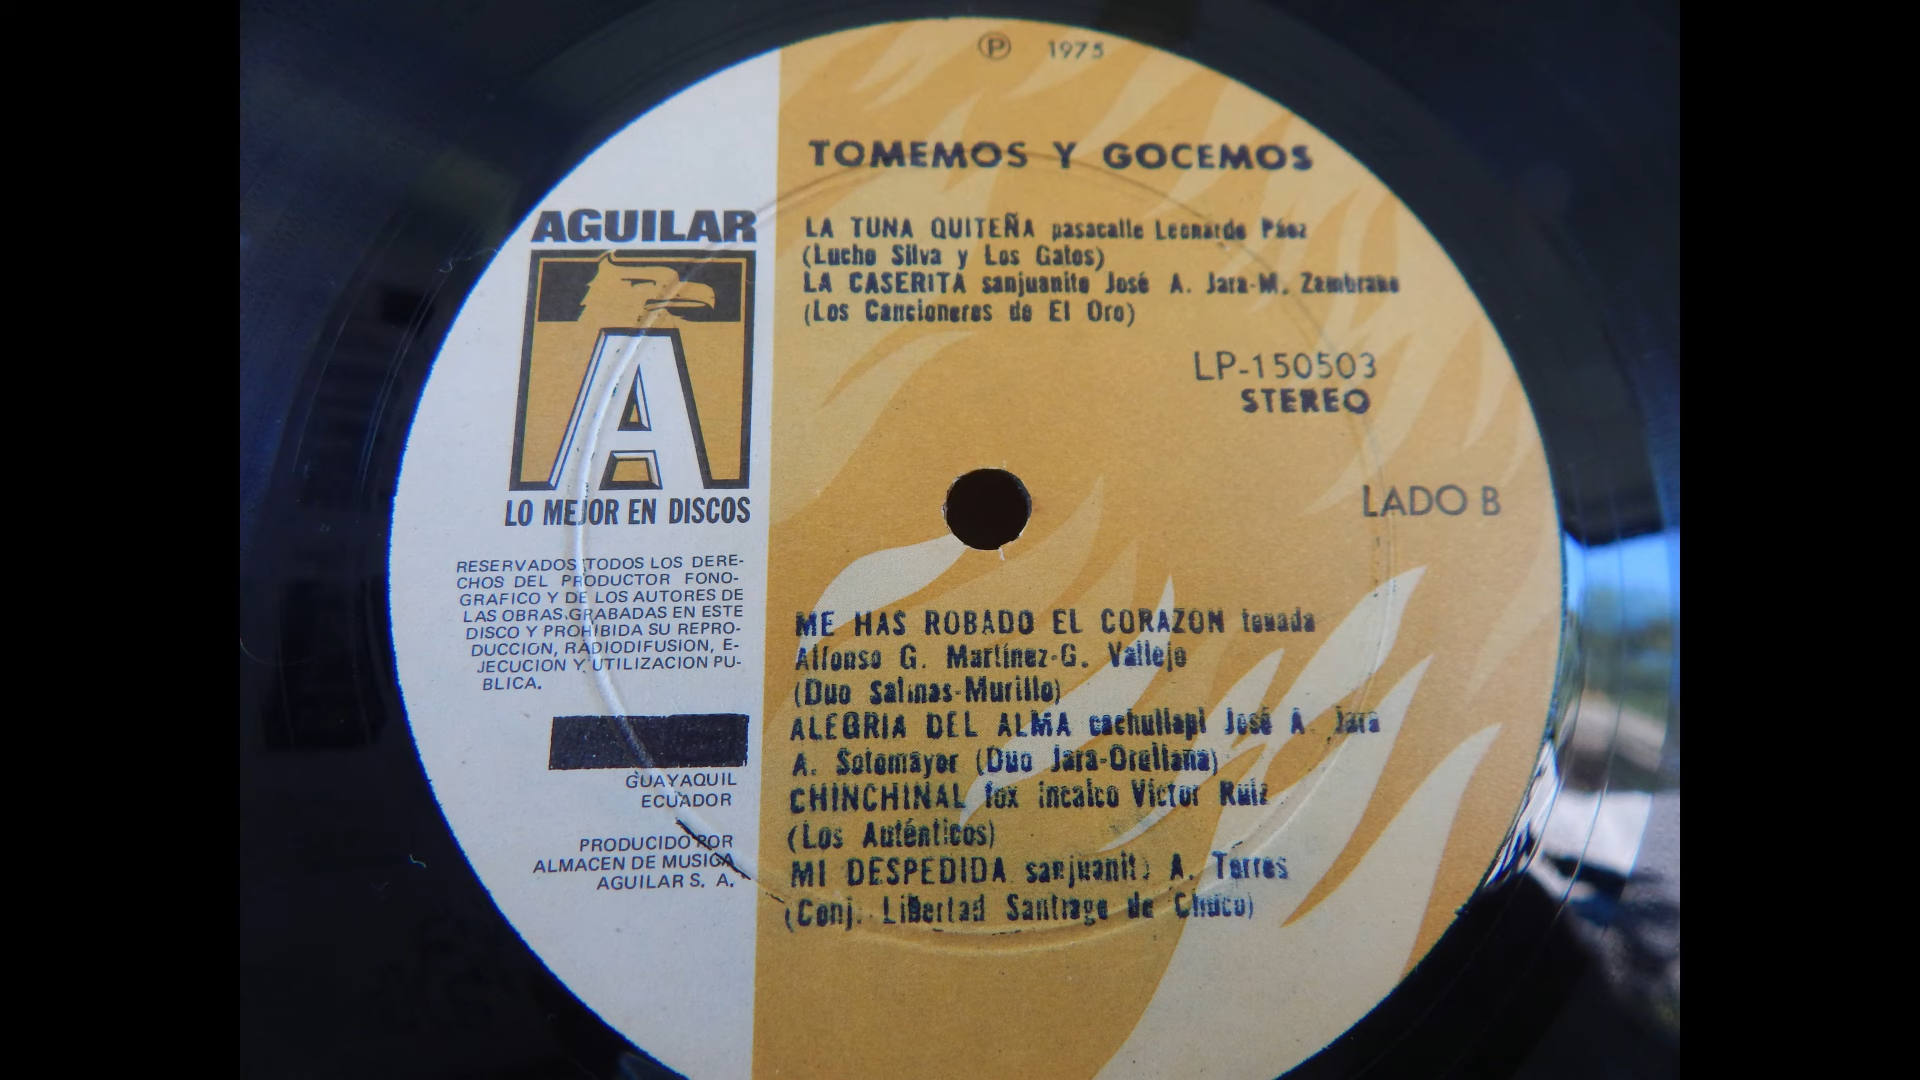 Ⓟ 1975
TOMEMOS Y GOCEMOS
LA TUNA QUITEÑA pasacalle Leonardo Páez
(Lucho Silva y Los Gatos)
LA CASERITA sanjuanito José A. Jara-M. Zambrano
(Los Cancioneros de El Oro)
LP-150503
STEREO
LADO B
ME HAS ROBADO EL CORAZON tonada
Alfonso G. Martínez-G. Vallejo
(Duo Salinas-Murillo)
ALEGRIA DEL ALMA cachullapi José A. Jara
A. Sotomayor (Duo Jara-Orellana)
CHINCHINAL fox incaico Víctor Ruiz
(Los Auténticos)
MI DESPEDIDA sanjuanito A. Torres
(Conj. Libertad Santiago de Chuco)
AGUILAR
A
LO MEJOR EN DISCOS
RESERVADOS TODOS LOS DERE-
CHOS DEL PRODUCTOR FONO-
GRAFICO Y DE LOS AUTORES DE
LAS OBRAS GRABADAS EN ESTE
DISCO Y PROHIBIDA SU REPRO-
DUCCION, RADIODIFUSION, E-
JECUCION Y UTILIZACION PU-
BLICA.
GUAYAQUIL
ECUADOR
PRODUCIDO POR
ALMACEN DE MUSICA
AGUILAR S. A.